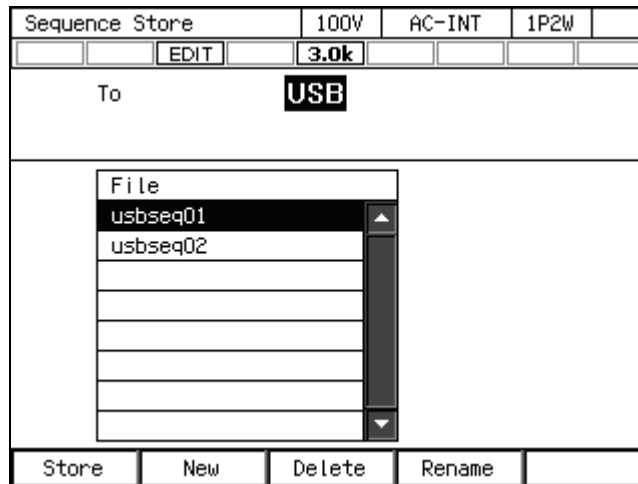 Sequence Store 100V AC-INT 1P2W
EDIT 3.0k
To USB
File
usbseq01
usbseq02
Store New Delete Rename